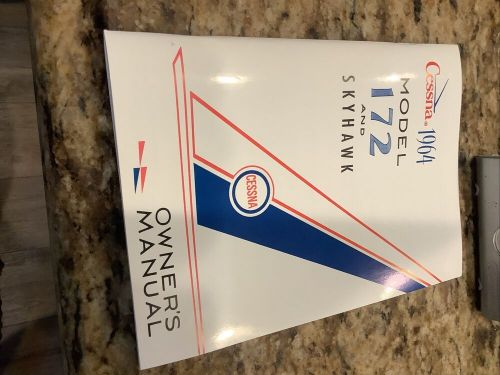 Cessna® 1964
MODEL
172
AND
SKYHAWK
CESSNA
OWNER'S
MANUAL